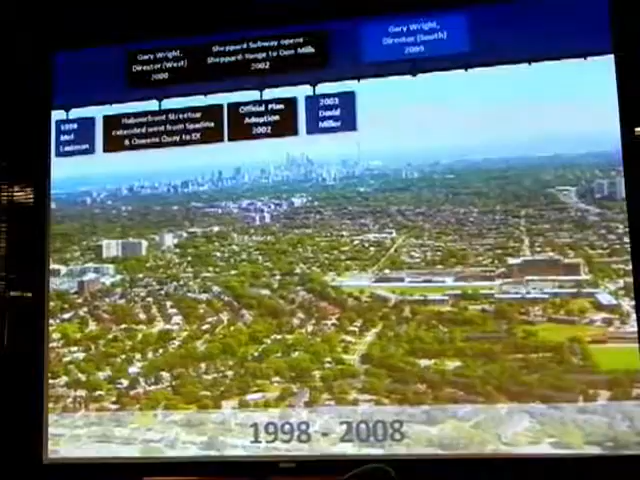 Gary Wright,
Director (West)
2000
Sheppard Subway opens -
Sheppard-Yonge to Don Mills
2002
Gary Wright,
Director (South)
2005
1998
Mel
Lastman
Harbourfront Streetcar
extended west from Spadina
& Queens Quay to EX
Official Plan
Adoption
2002
2003
David
Miller
1998 - 2008